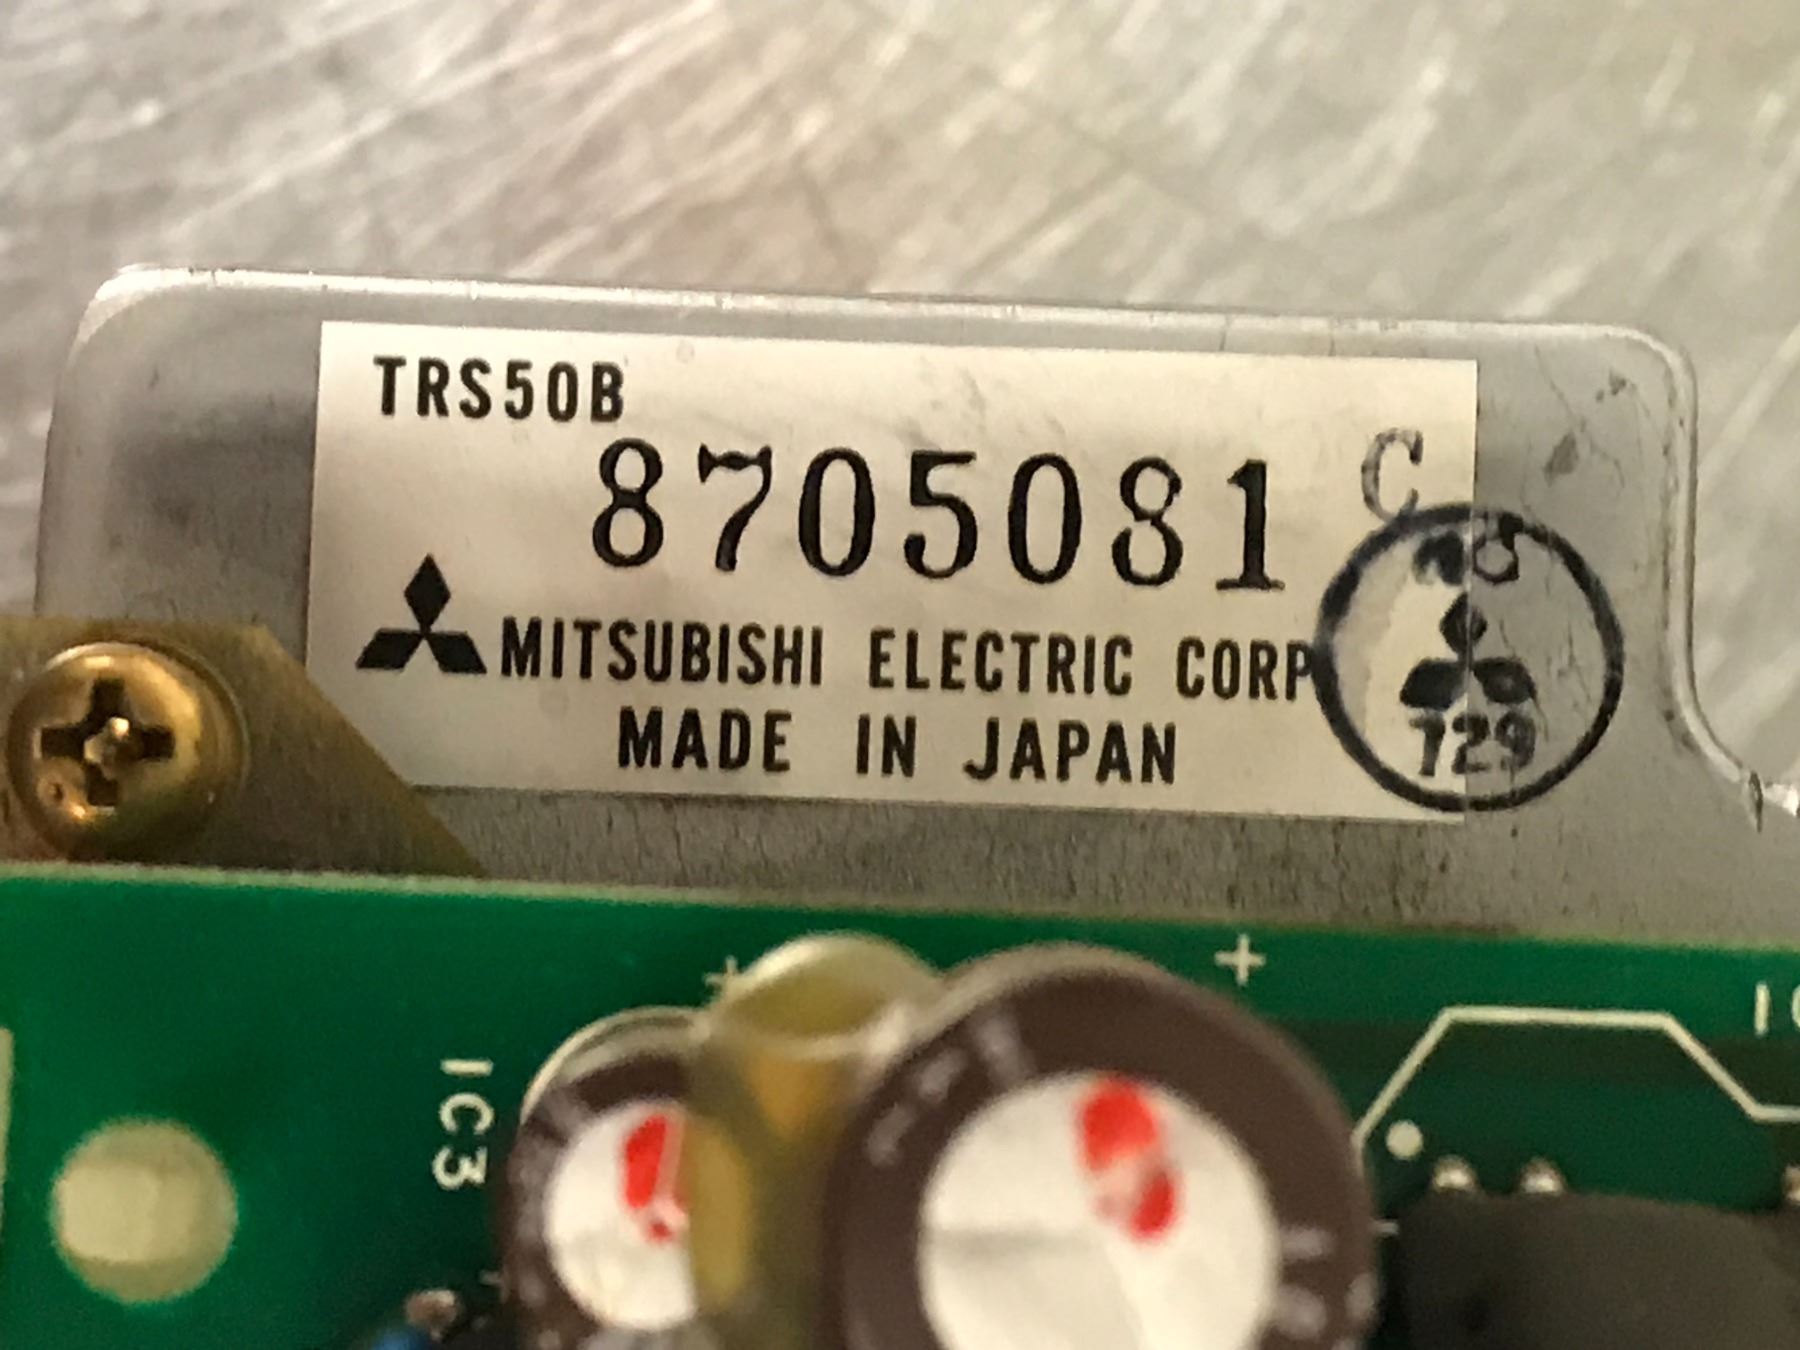 TRS50B
8705081 C
MITSUBISHI ELECTRIC CORP
MADE IN JAPAN
729
+ +
IC3